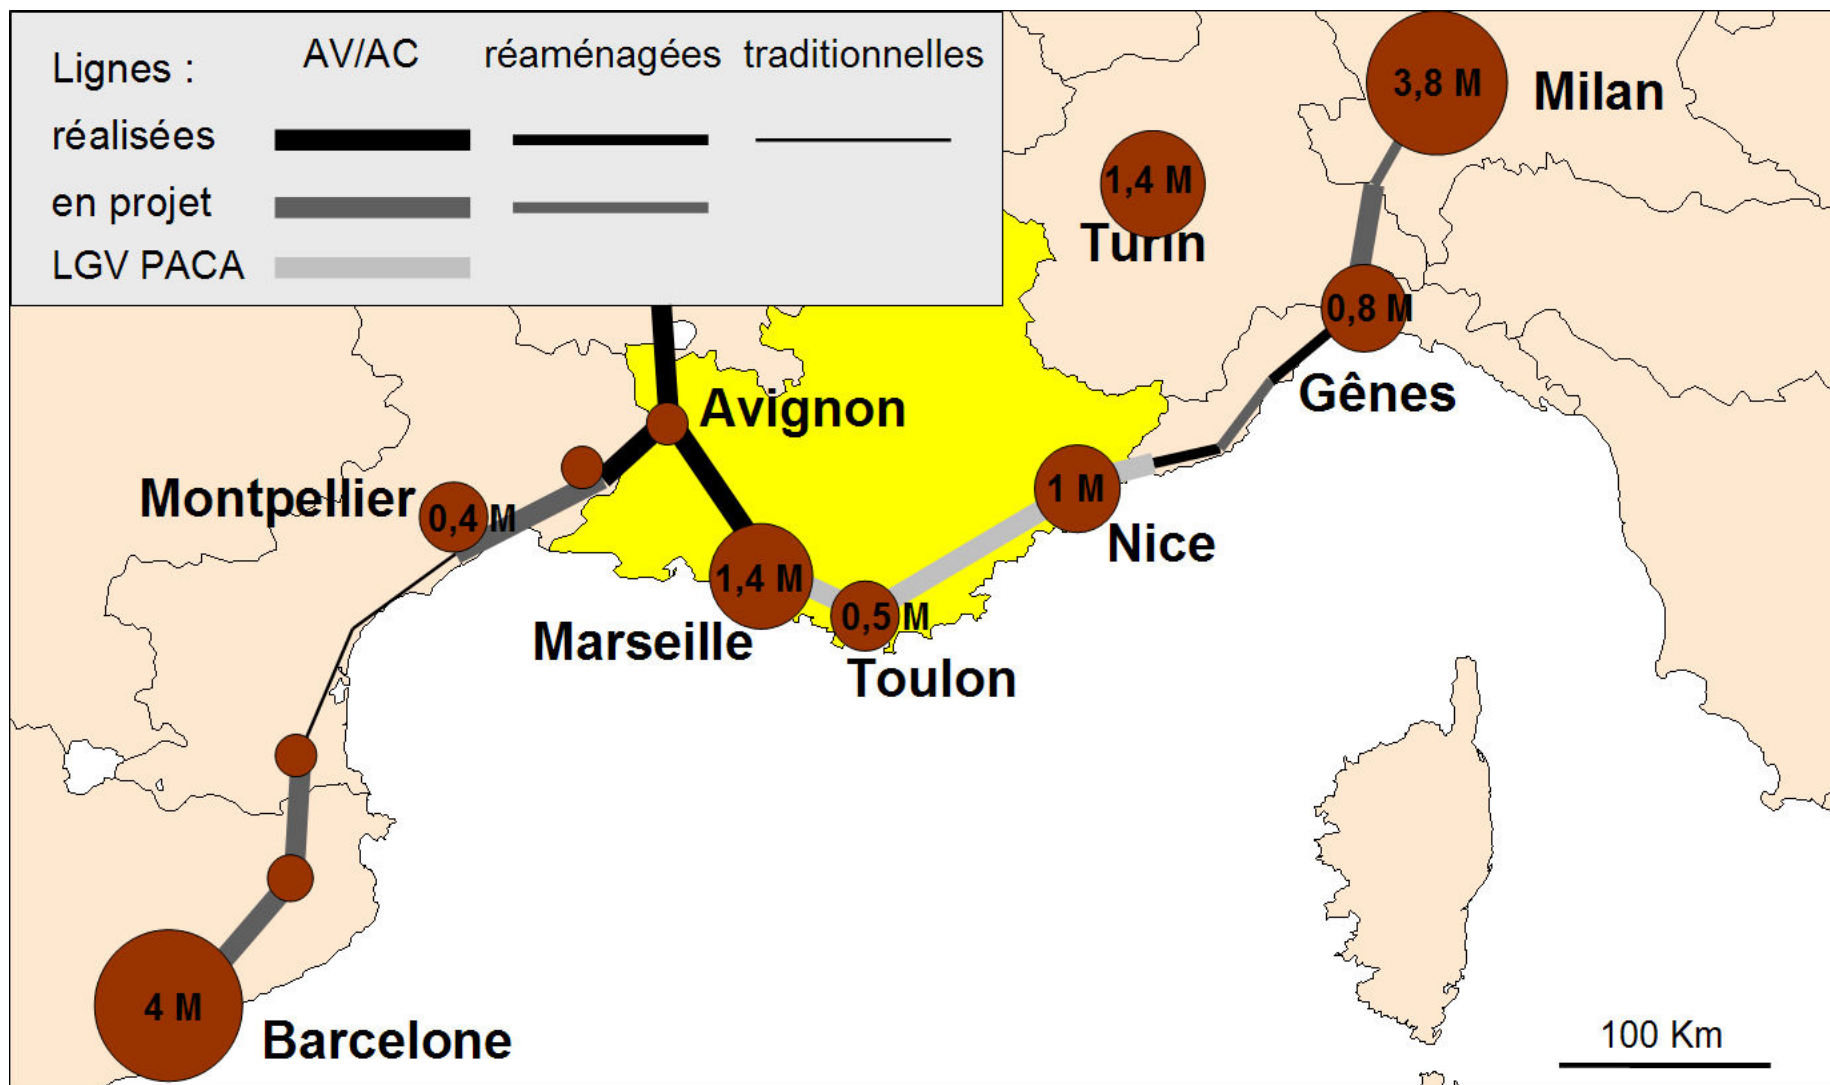 Lignes :
AV/AC
réaménagées
traditionnelles
réalisées
en projet
LGV PACA
3,8 M
Milan
1,4 M
Turin
0,8 M
Gênes
Avignon
Montpellier
0,4 M
1 M
Nice
1,4 M
Marseille
0,5 M
Toulon
4 M
Barcelone
100 Km